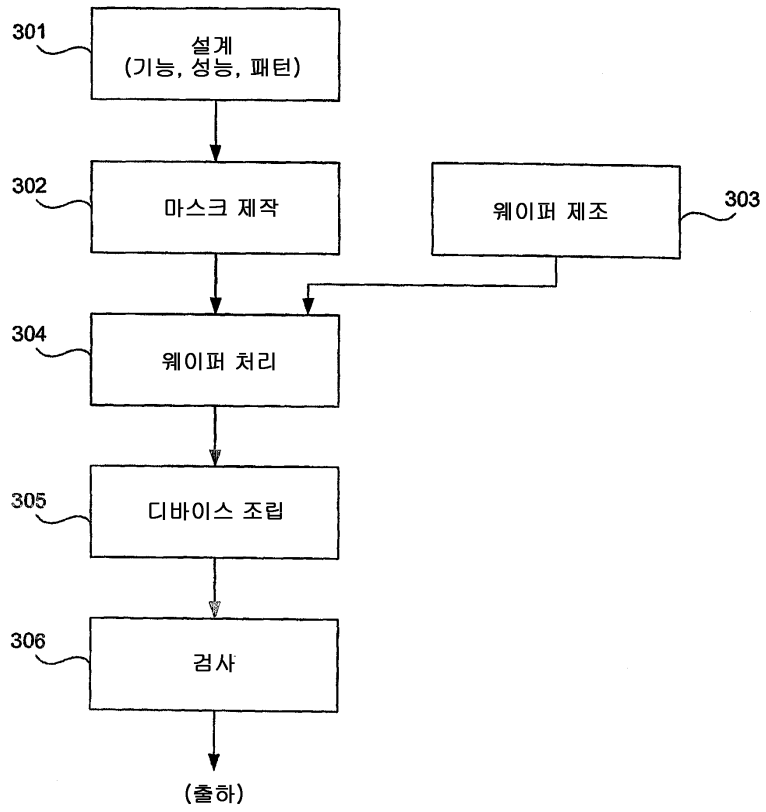 301
설계
(기능, 성능, 패턴)
302
마스크 제작
웨이퍼 제조
303
304
웨이퍼 처리
305
디바이스 조립
306
검사
(출하)